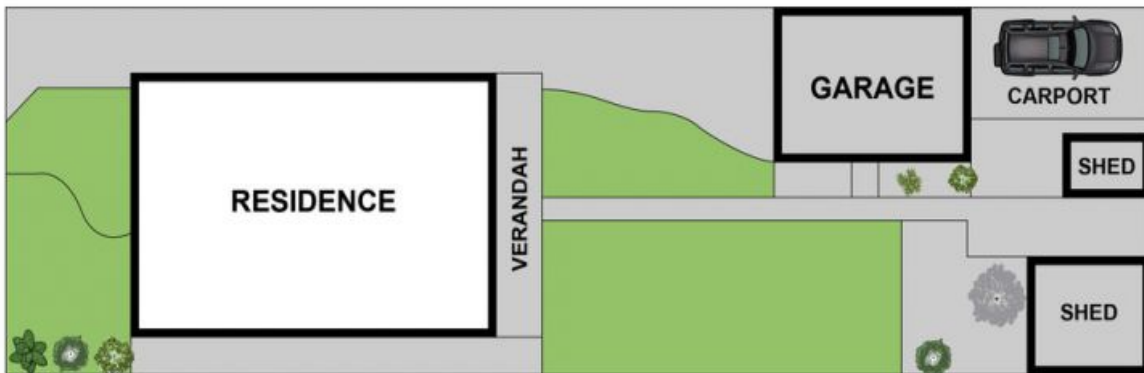 GARAGE
CARPORT
SHED
RESIDENCE
VERANDAH
SHED